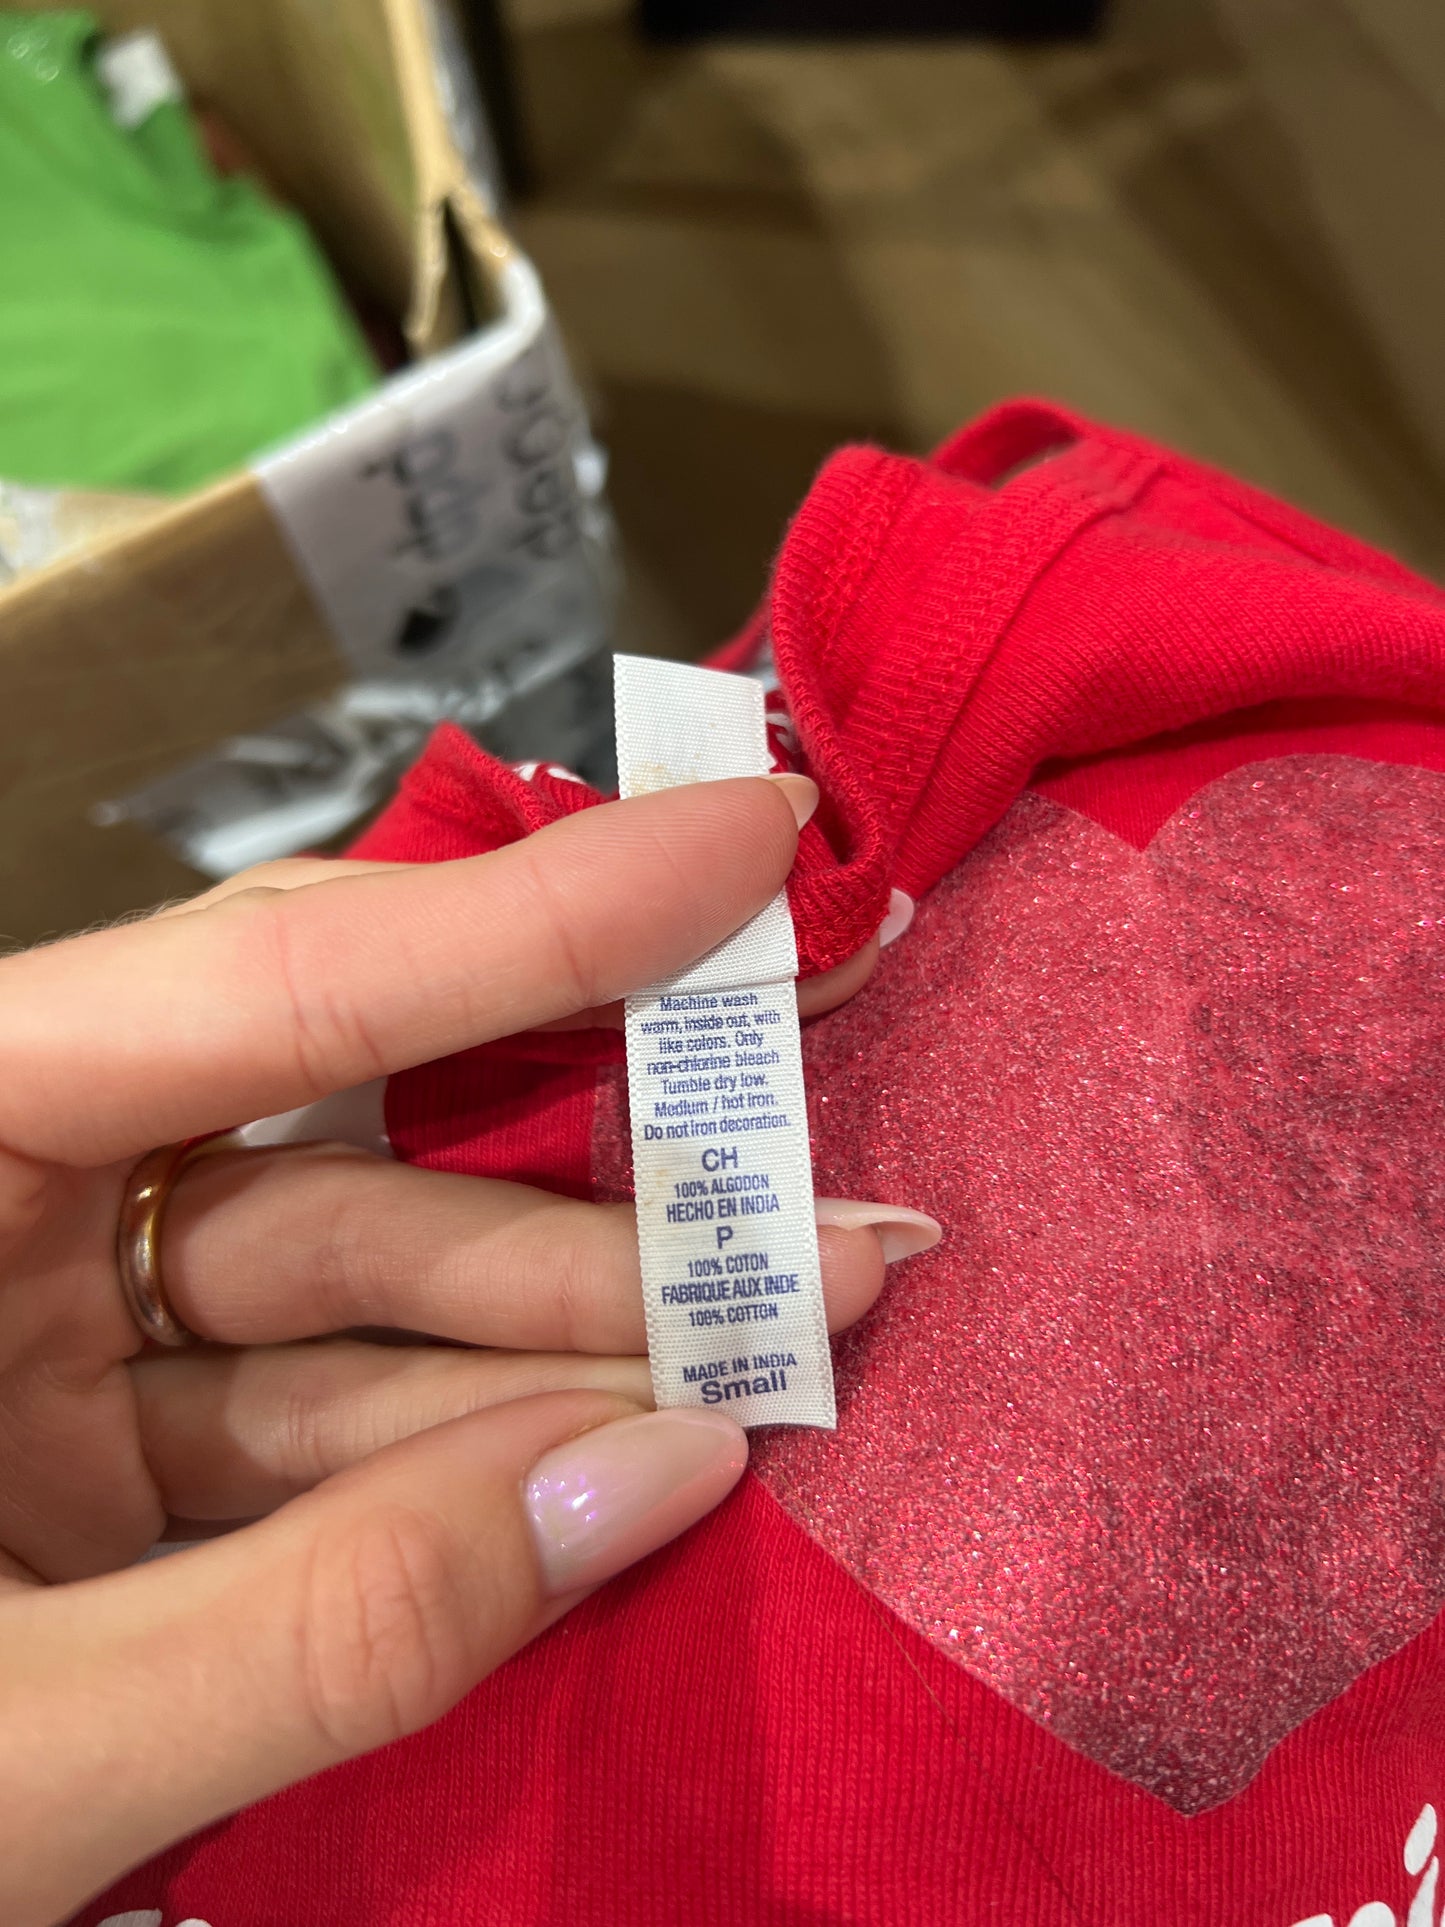 Machine wash
warm, inside out, with
like colors. Only
non-chlorine bleach
Tumble dry low.
Medium / hot iron.
Do not iron decoration.
CH
100% ALGODON
HECHO EN INDIA
P
100% COTON
FABRIQUE AUX INDE
100% COTTON
MADE IN INDIA
Small